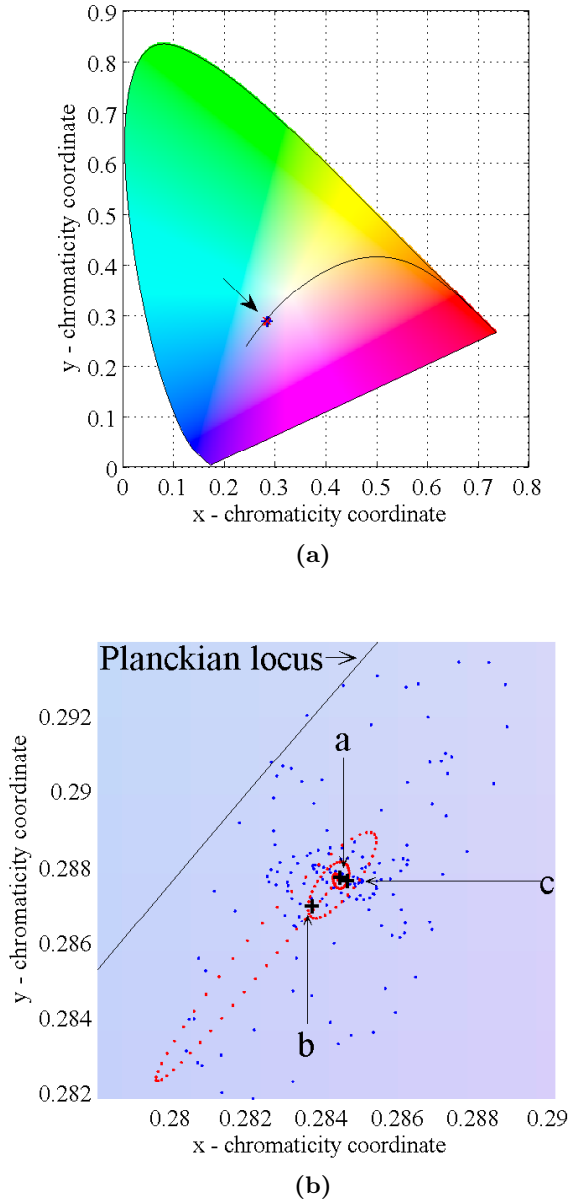 0.9
0.8
0.7
0.6
0.5
0.4
0.3
0.2
0.1
0
y - chromaticity coordinate
0 0.1 0.2 0.3 0.4 0.5 0.6 0.7 0.8
x - chromaticity coordinate
(a)
Planckian locus
a
c
b
0.292
0.29
0.288
0.286
0.284
0.282
y - chromaticity coordinate
0.28 0.282 0.284 0.286 0.288 0.29
x - chromaticity coordinate
(b)